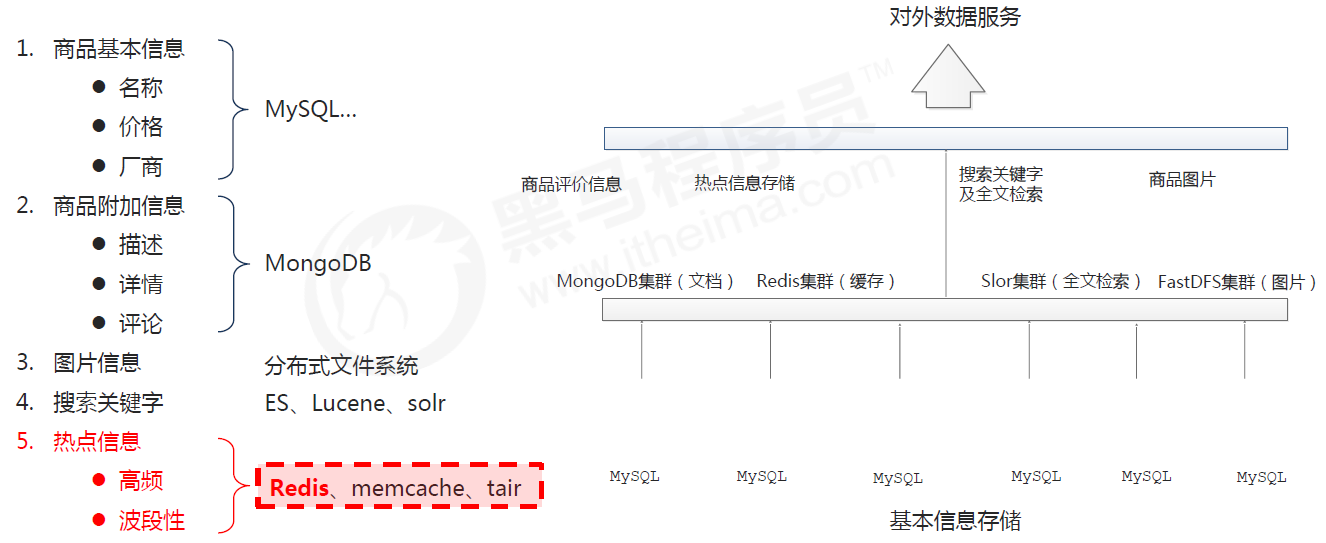 1. 商品基本信息
● 名称
● 价格
● 厂商
MySQL...
2. 商品附加信息
● 描述
● 详情
● 评论
MongoDB
3. 图片信息
分布式文件系统
4. 搜索关键字
ES、Lucene、solr
5. 热点信息
● 高频
● 波段性
Redis、memcache、tair
对外数据服务
商品评价信息
热点信息存储
搜索关键字
及全文检索
商品图片
MongoDB集群（文档）
Redis集群（缓存）
Slor集群（全文检索）
FastDFS集群（图片）
MySQL
MySQL
MySQL
MySQL
MySQL
MySQL
基本信息存储
黑马程序员™
www.itheima.com